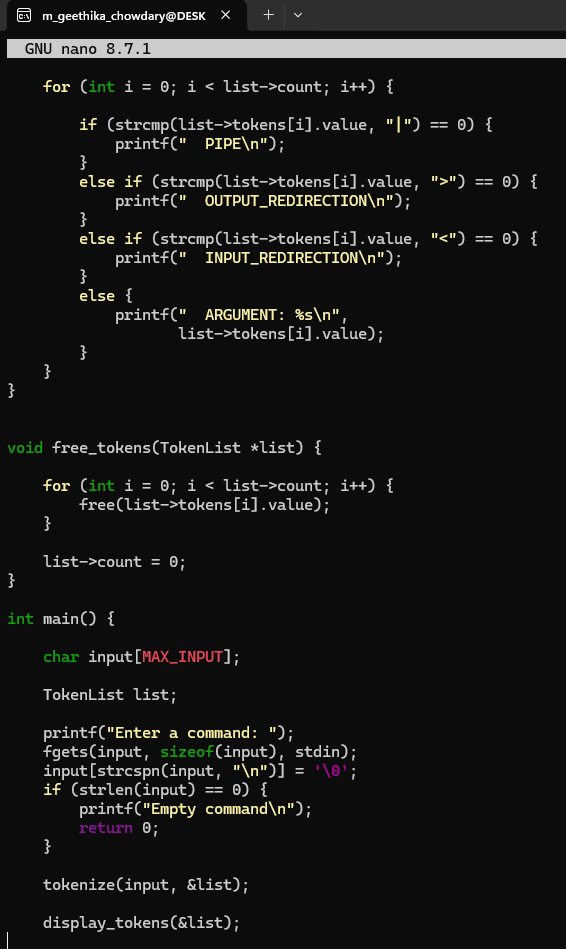 m_geethika_chowdary@DESK
GNU nano 8.7.1
    for (int i = 0; i < list->count; i++) {
        if (strcmp(list->tokens[i].value, "|") == 0) {
            printf("  PIPE\n");
        }
        else if (strcmp(list->tokens[i].value, ">") == 0) {
            printf("  OUTPUT_REDIRECTION\n");
        }
        else if (strcmp(list->tokens[i].value, "<") == 0) {
            printf("  INPUT_REDIRECTION\n");
        }
        else {
            printf("  ARGUMENT: %s\n",
                   list->tokens[i].value);
        }
    }
}
void free_tokens(TokenList *list) {
    for (int i = 0; i < list->count; i++) {
        free(list->tokens[i].value);
    }
    list->count = 0;
}
int main() {
    char input[MAX_INPUT];
    TokenList list;
    printf("Enter a command: ");
    fgets(input, sizeof(input), stdin);
    input[strcspn(input, "\n")] = '\0';
    if (strlen(input) == 0) {
        printf("Empty command\n");
        return 0;
    }
    tokenize(input, &list);
    display_tokens(&list);